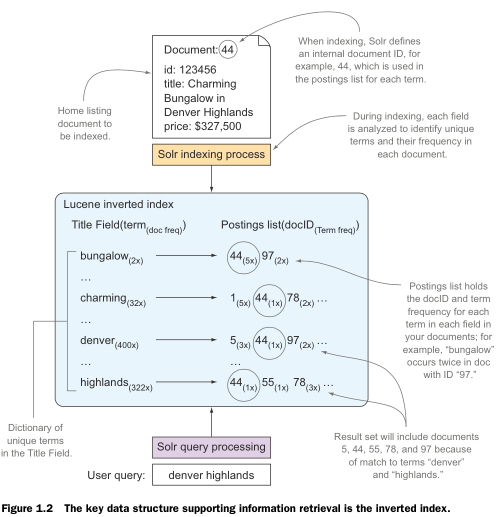 Document: 44
id: 123456
title: Charming
Bungalow in
Denver Highlands
price: $327,500
When indexing, Solr defines
an internal document ID, for
example, 44, which is used in
the postings list for each term.
Home listing
document to
be indexed.
During indexing, each field
is analyzed to identify unique
terms and their frequency in
each document.
Solr indexing process
Lucene inverted index
Title Field(term(doc freq)) Postings list(docID(Term freq))
bungalow(2x) 44(5x) 97(2x)
...
charming(32x) 1(5x) 44(1x) 78(2x) ...
...
denver(400x) 5(3x) 44(1x) 97(2x) ...
... ...
highlands(322x) 44(1x) 55(1x) 78(3x) ...
Postings list holds
the docID and term
frequency for each
term in each field in
your documents; for
example, “bungalow”
occurs twice in doc
with ID “97.”
Dictionary of
unique terms
in the Title Field.
Result set will include documents
5, 44, 55, 78, and 97 because
of match to terms “denver”
and “highlands.”
Solr query processing
User query: denver highlands
Figure 1.2 The key data structure supporting information retrieval is the inverted index.